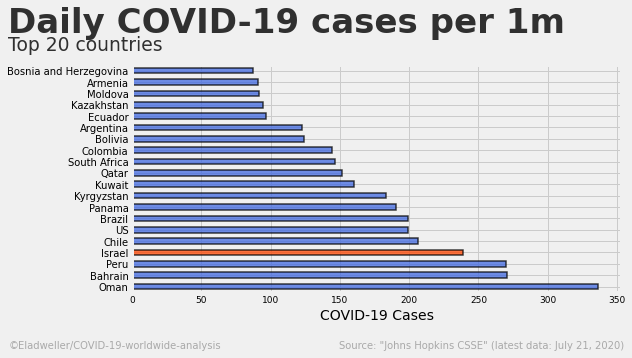 Daily COVID-19 cases per 1m
Top 20 countries
Bosnia and Herzegovina
Armenia
Moldova
Kazakhstan
Ecuador
Argentina
Bolivia
Colombia
South Africa
Qatar
Kuwait
Kyrgyzstan
Panama
Brazil
US
Chile
Israel
Peru
Bahrain
Oman
0 50 100 150 200 250 300 350
COVID-19 Cases
©Eladweller/COVID-19-worldwide-analysis
Source: "Johns Hopkins CSSE" (latest data: July 21, 2020)